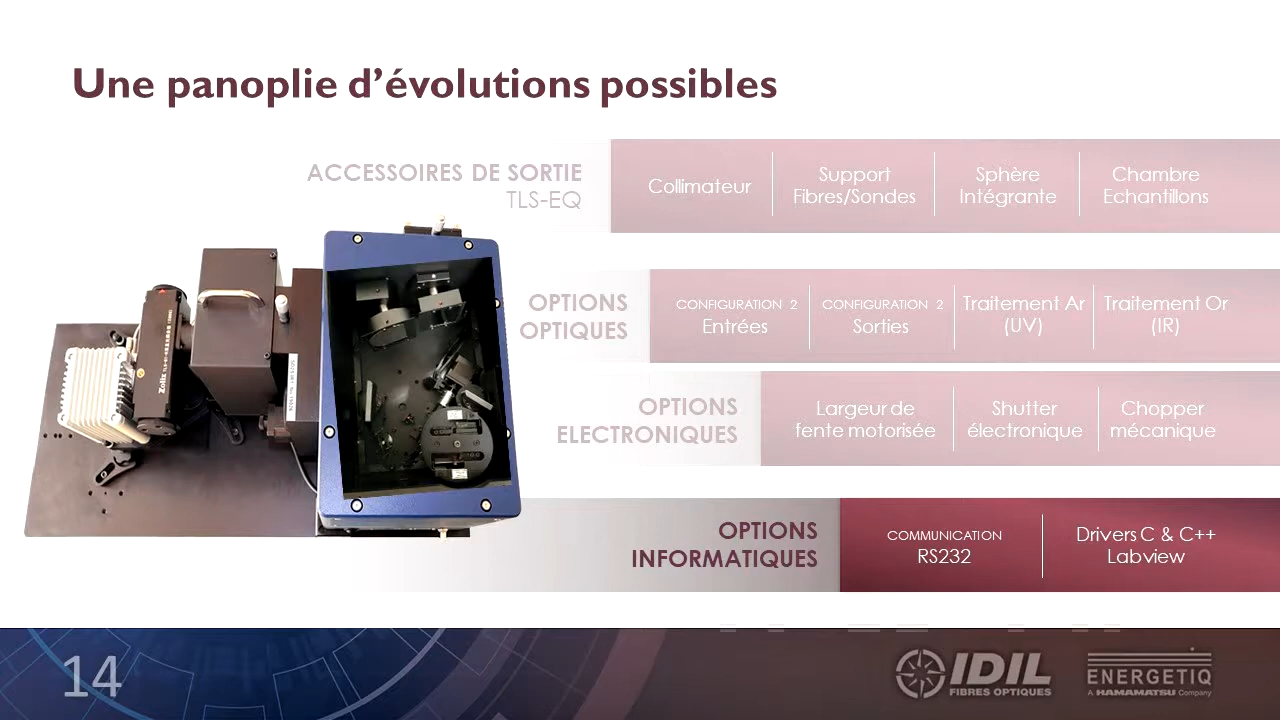 Une panoplie d’évolutions possibles
ACCESSOIRES DE SORTIE
TLS-EQ
Collimateur
Support
Fibres/Sondes
Sphère
Intégrante
Chambre
Echantillons
OPTIONS
OPTIQUES
CONFIGURATION 2
Entrées
CONFIGURATION 2
Sorties
Traitement Ar
(UV)
Traitement Or
(IR)
OPTIONS
ELECTRONIQUES
Largeur de
fente motorisée
Shutter
électronique
Chopper
mécanique
OPTIONS
INFORMATIQUES
COMMUNICATION
RS232
Drivers C & C++
Labview
Zolix
14
IDIL
FIBRES OPTIQUES
ENERGETIQ
A HAMAMATSU Company